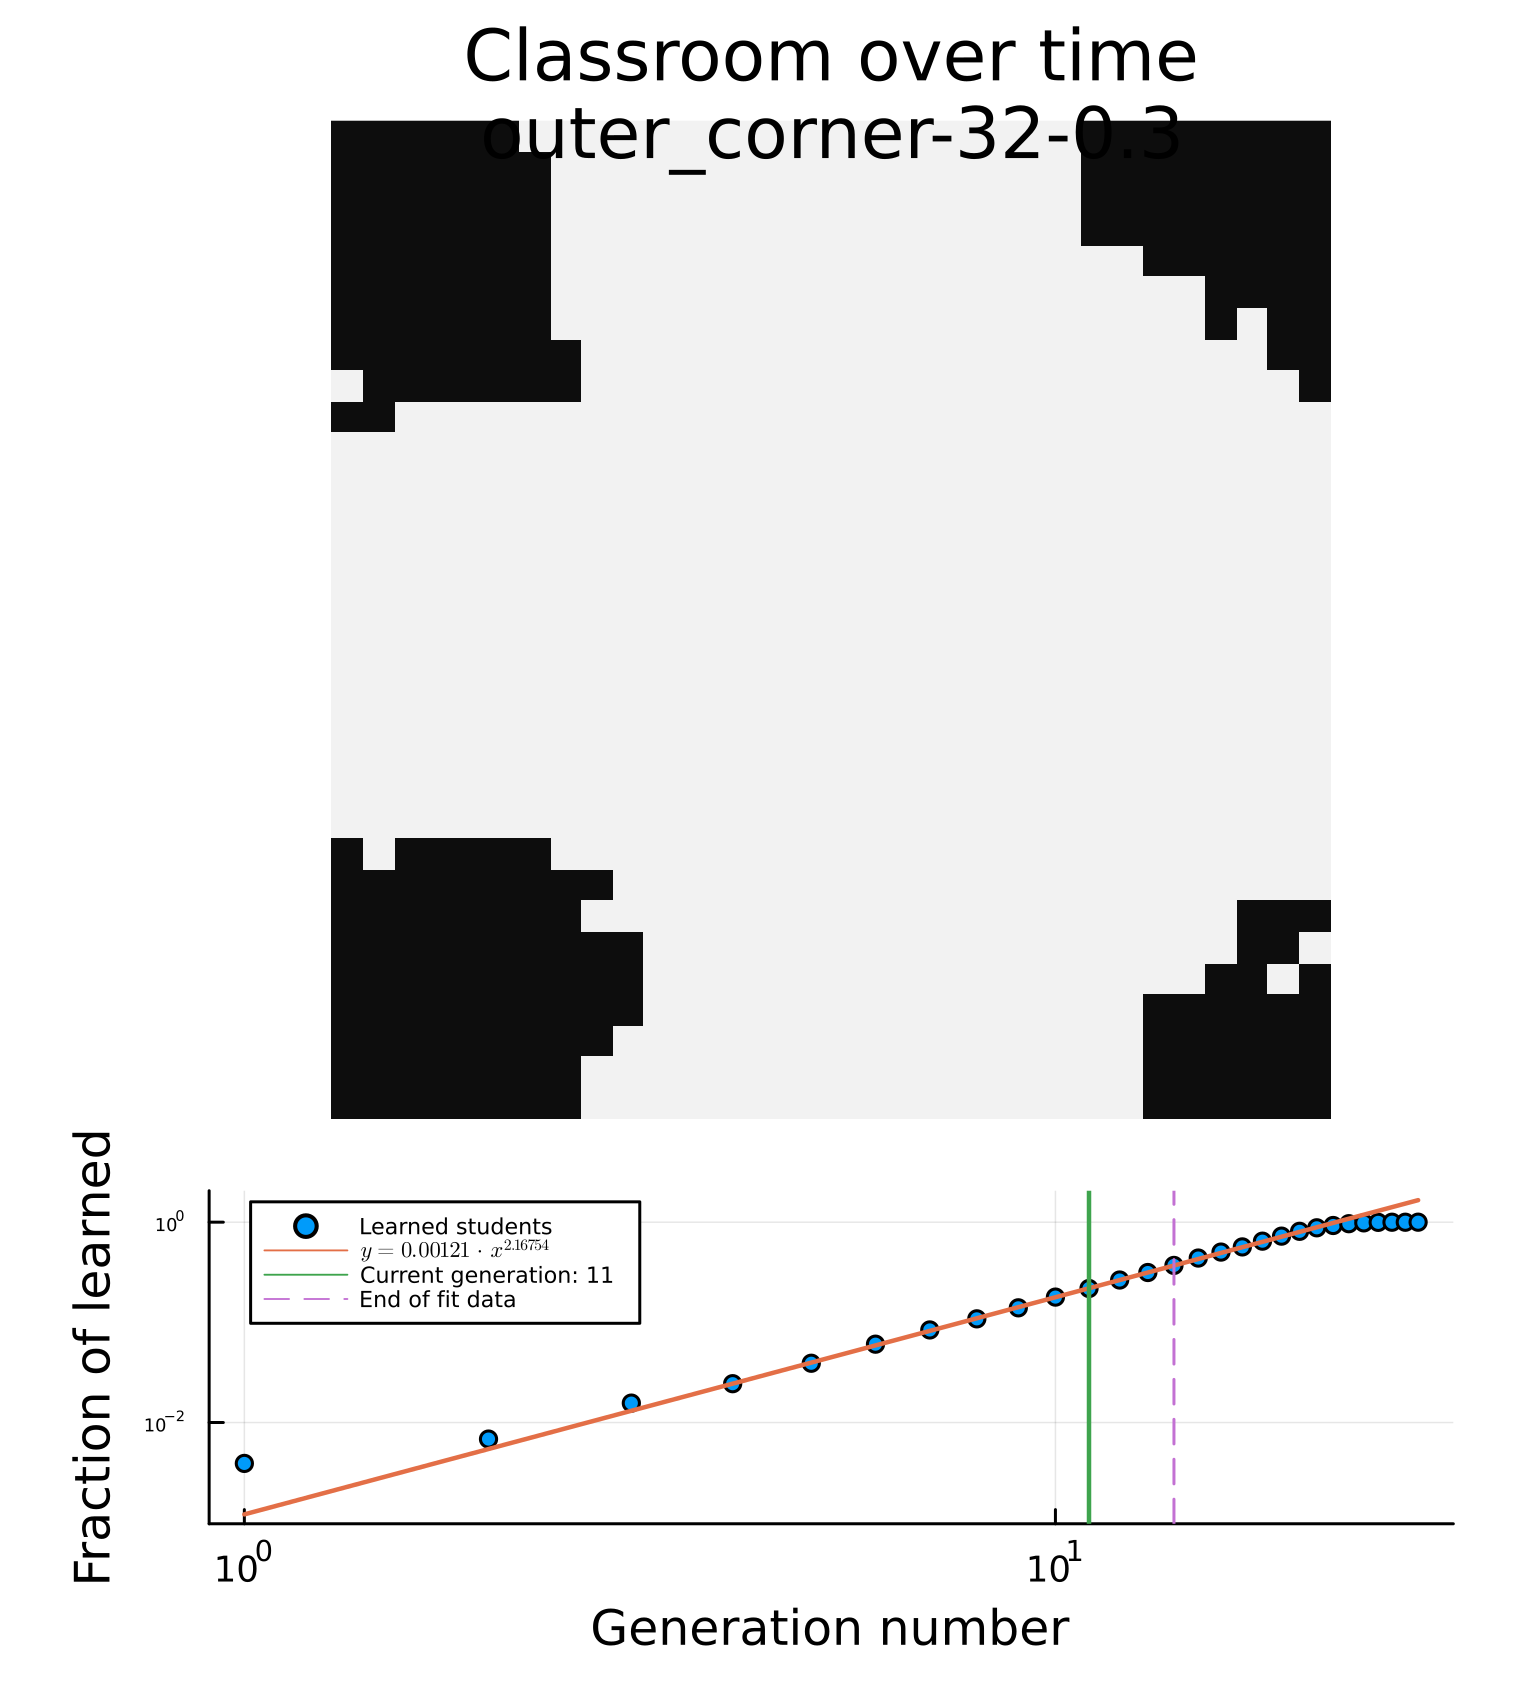 Classroom over time
outer_corner-32-0.3
Fraction of learned
10^0
10^-2
Learned students
y = 0.00121 · x^2.16754
Current generation: 11
End of fit data
10^0
10^1
Generation number